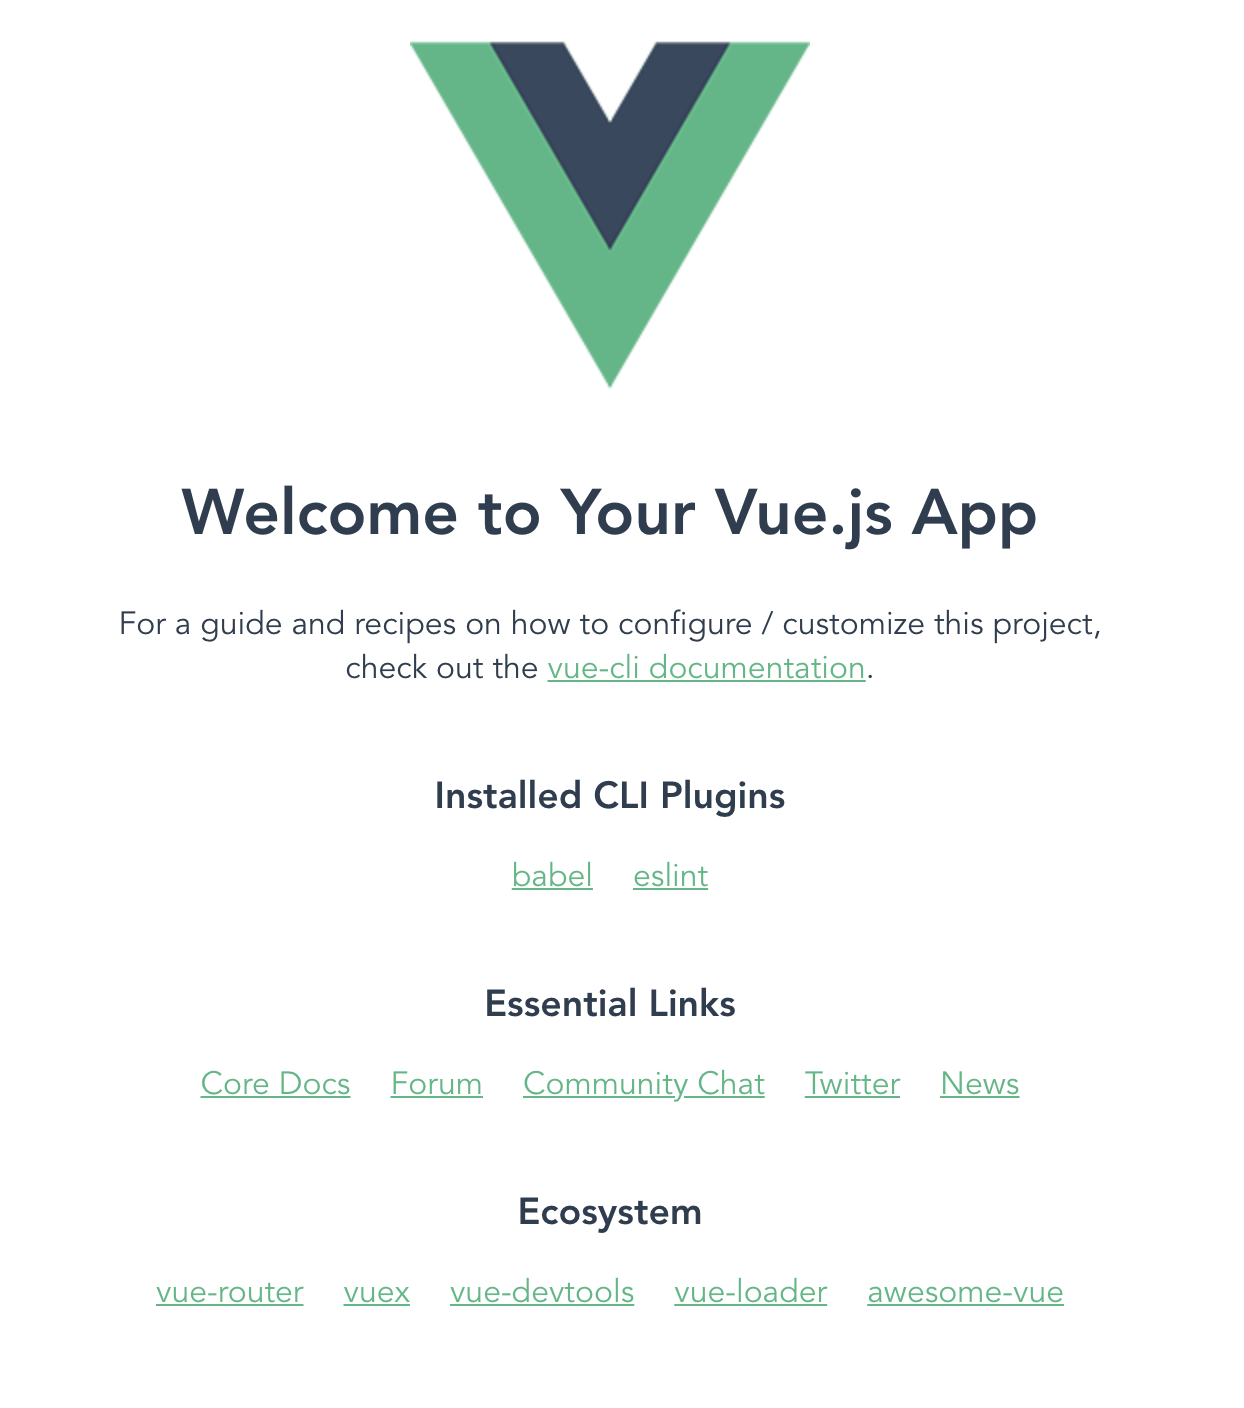 Welcome to Your Vue.js App
For a guide and recipes on how to configure / customize this project,
check out the vue-cli documentation.
Installed CLI Plugins
babel eslint
Essential Links
Core Docs Forum Community Chat Twitter News
Ecosystem
vue-router vuex vue-devtools vue-loader awesome-vue